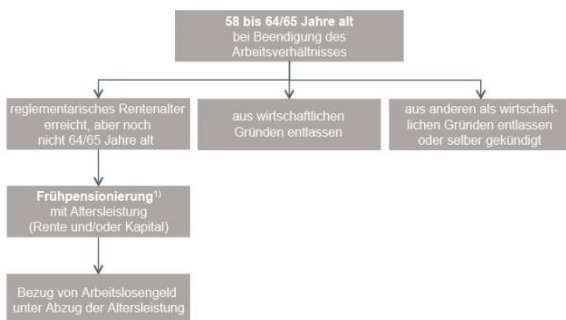 58 bis 64/65 Jahre alt
bei Beendigung des
Arbeitsverhältnisses
reglementarisches Rentenalter
erreicht, aber noch
nicht 64/65 Jahre alt
aus wirtschaftlichen
Gründen entlassen
aus anderen als wirtschaft-
lichen Gründen entlassen
oder selber gekündigt
Frühpensionierung¹⁾
mit Altersleistung
(Rente und/oder Kapital)
Bezug von Arbeitslosengeld
unter Abzug der Altersleistung